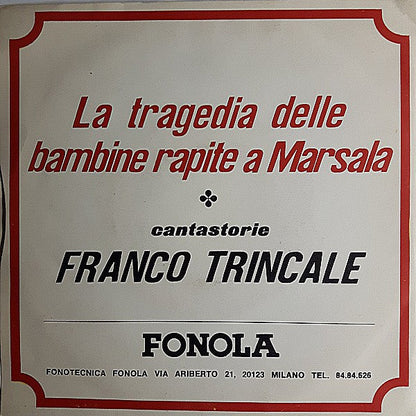 La tragedia delle
bambine rapite a Marsala
cantastorie
FRANCO TRINCALE
FONOLA
FONOTECNICA FONOLA VIA ARIBERTO 21, 20123 MILANO TEL. 84.84.626